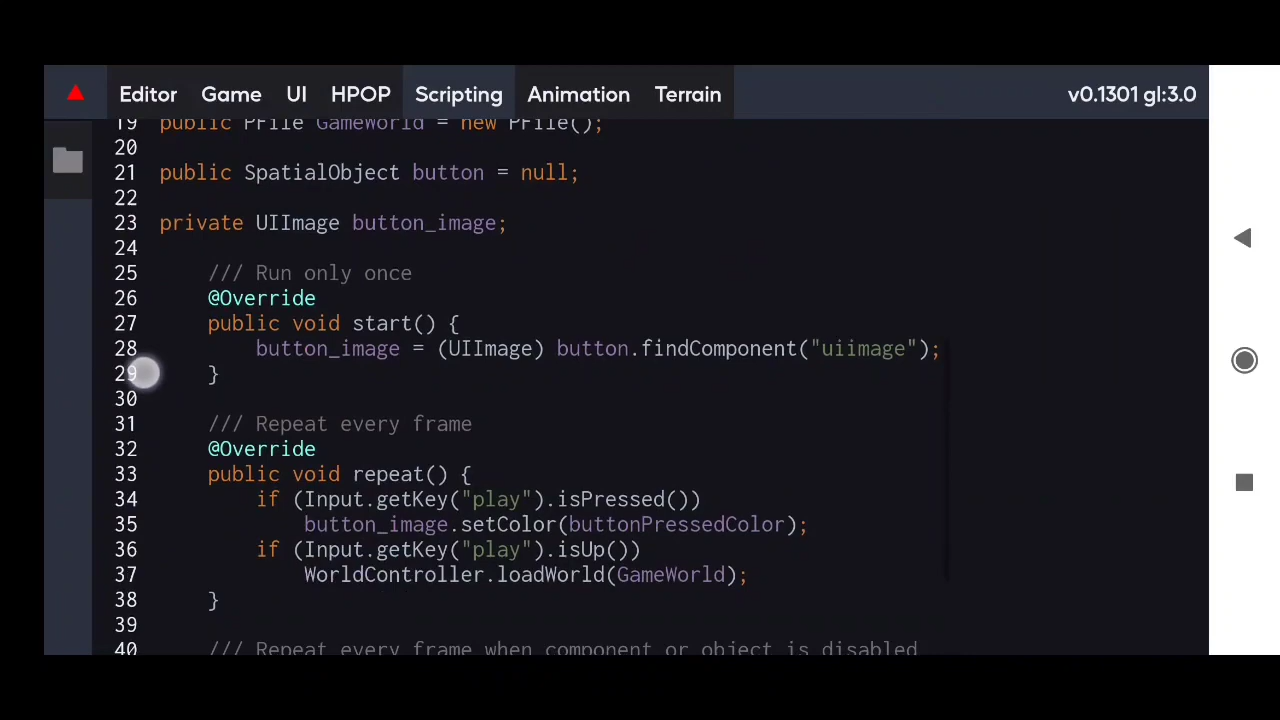 Editor Game UI HPOP Scripting Animation Terrain v0.1301 gl:3.0
19 public PFile GameWorld = new PFile();
20
21 public SpatialObject button = null;
22
23 private UIImage button_image;
24
25 /// Run only once
26 @Override
27 public void start() {
28 button_image = (UIImage) button.findComponent("uiimage");
29 }
30
31 /// Repeat every frame
32 @Override
33 public void repeat() {
34 if (Input.getKey("play").isPressed())
35 button_image.setColor(buttonPressedColor);
36 if (Input.getKey("play").isUp())
37 WorldController.loadWorld(GameWorld);
38 }
39
40 /// Repeat every frame when component or object is disabled